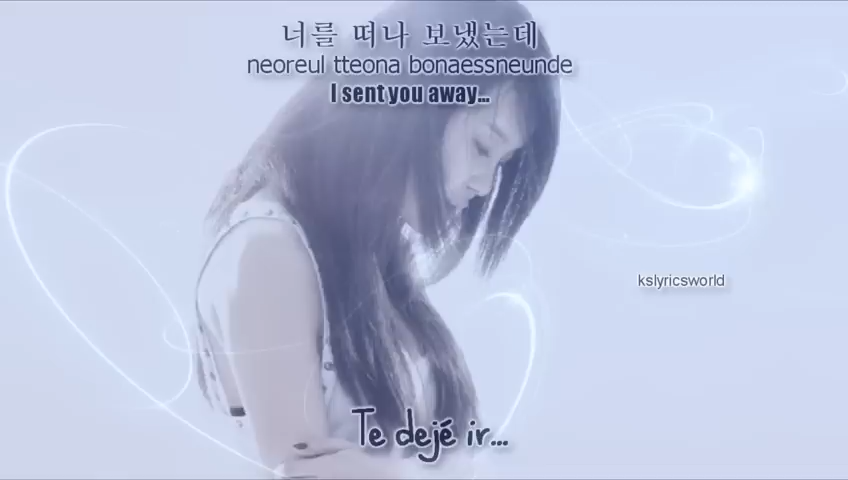 너를 떠나 보냈는데
neoreul tteona bonaessneunde
I sent you away...
kslyricsworld
Te dejé ir...